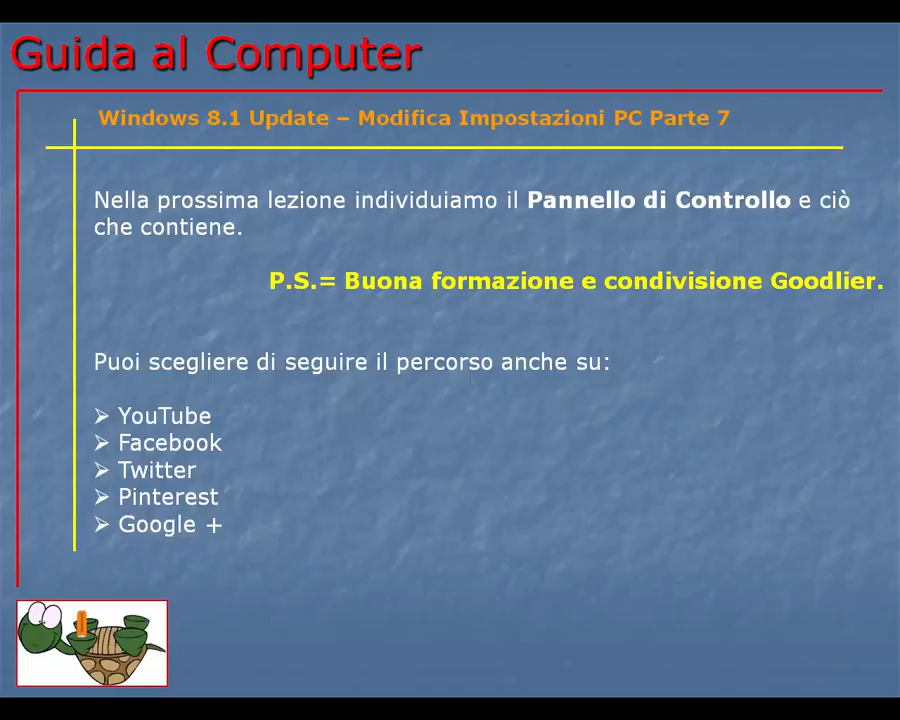 Guida al Computer
Windows 8.1 Update – Modifica Impostazioni PC Parte 7
Nella prossima lezione individuiamo il Pannello di Controllo e ciò
che contiene.
P.S.= Buona formazione e condivisione Goodlier.
Puoi scegliere di seguire il percorso anche su:
➢ YouTube
➢ Facebook
➢ Twitter
➢ Pinterest
➢ Google +